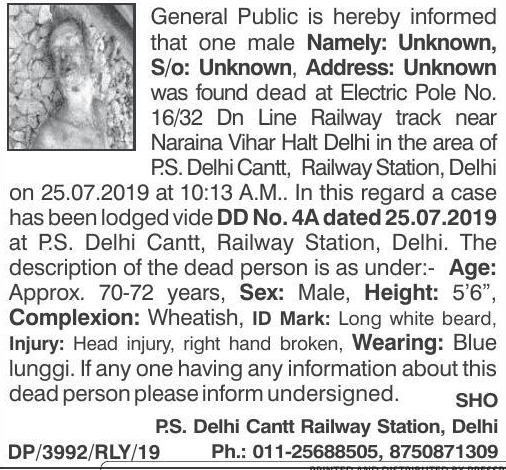 General Public is hereby informed
that one male Namely: Unknown,
S/o: Unknown, Address: Unknown
was found dead at Electric Pole No.
16/32 Dn Line Railway track near
Naraina Vihar Halt Delhi in the area of
P.S. Delhi Cantt, Railway Station, Delhi
on 25.07.2019 at 10:13 A.M.. In this regard a case
has been lodged vide DD No. 4A dated 25.07.2019
at P.S. Delhi Cantt, Railway Station, Delhi. The
description of the dead person is as under:- Age:
Approx. 70-72 years, Sex: Male, Height: 5'6”,
Complexion: Wheatish, ID Mark: Long white beard,
Injury: Head injury, right hand broken, Wearing: Blue
lunggi. If any one having any information about this
dead person please inform undersigned.
SHO
P.S. Delhi Cantt Railway Station, Delhi
DP/3992/RLY/19 Ph.: 011-25688505, 8750871309